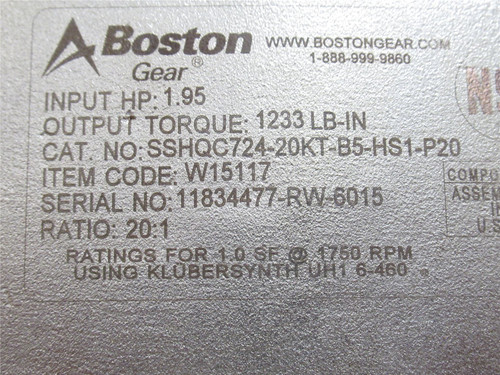 Boston
Gear®
WWW.BOSTONGEAR.COM
1-888-999-9860
INPUT HP: 1.95
OUTPUT TORQUE: 1233 LB-IN
CAT. NO: SSHQC724-20KT-B5-HS1-P20
ITEM CODE: W15117
SERIAL NO: 11834477-RW-6015
RATIO: 20:1
RATINGS FOR 1.0 SF @ 1750 RPM
USING KLÜBERSYNTH UH1 6-460